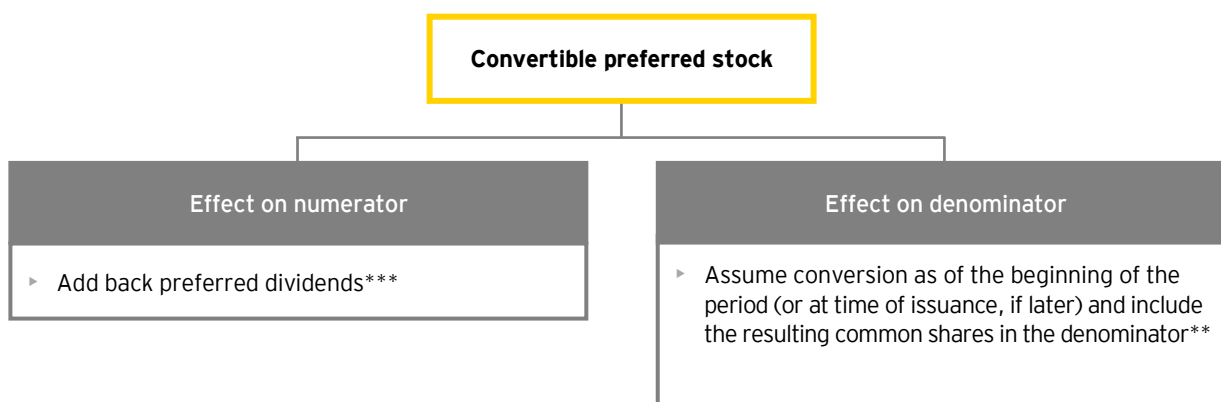 Convertible preferred stock
Effect on numerator
Effect on denominator
▸ Add back preferred dividends***
▸ Assume conversion as of the beginning of the
period (or at time of issuance, if later) and include
the resulting common shares in the denominator**